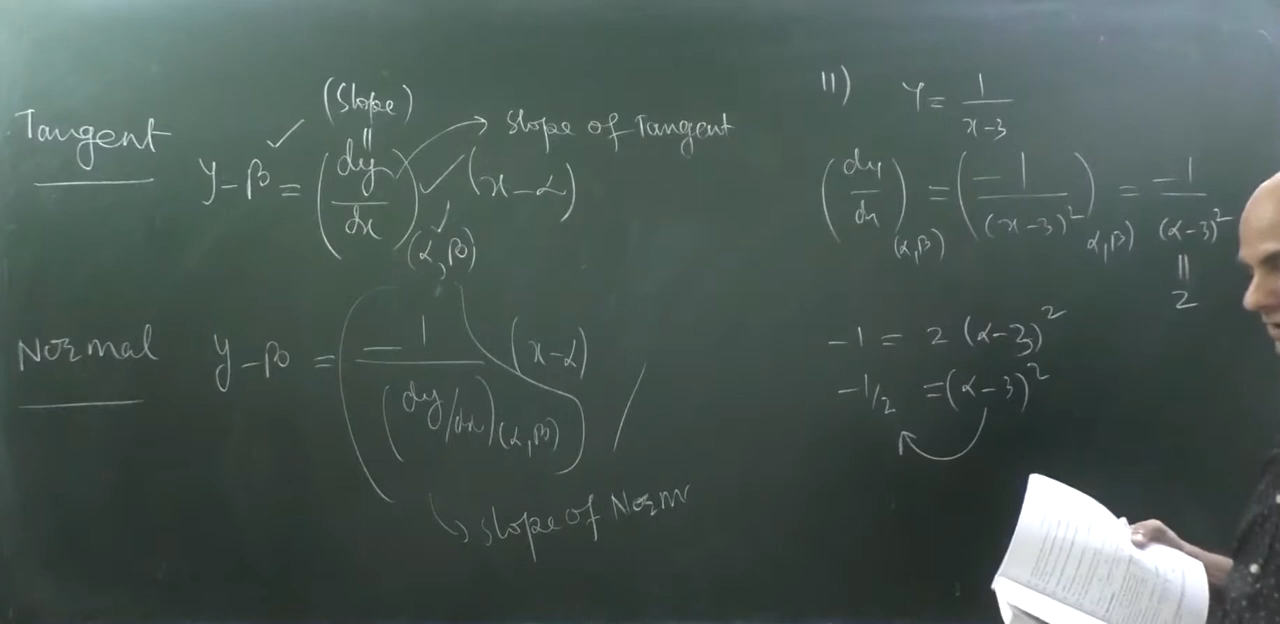 Tangent
(Slope)
॥
y-β = (dy/dx)(α,β) (x-α)
→ slope of Tangent
Normal
y-β = -1/(dy/dx)(α,β) (x-α)
↳ slope of Norm
11) Y = 1/(x-3)
(dy/dx)(α,β) = (-1/(x-3)²)(α,β) = -1/(α-3)²
॥
2
-1 = 2 (α-3)²
-1/2 = (α-3)²